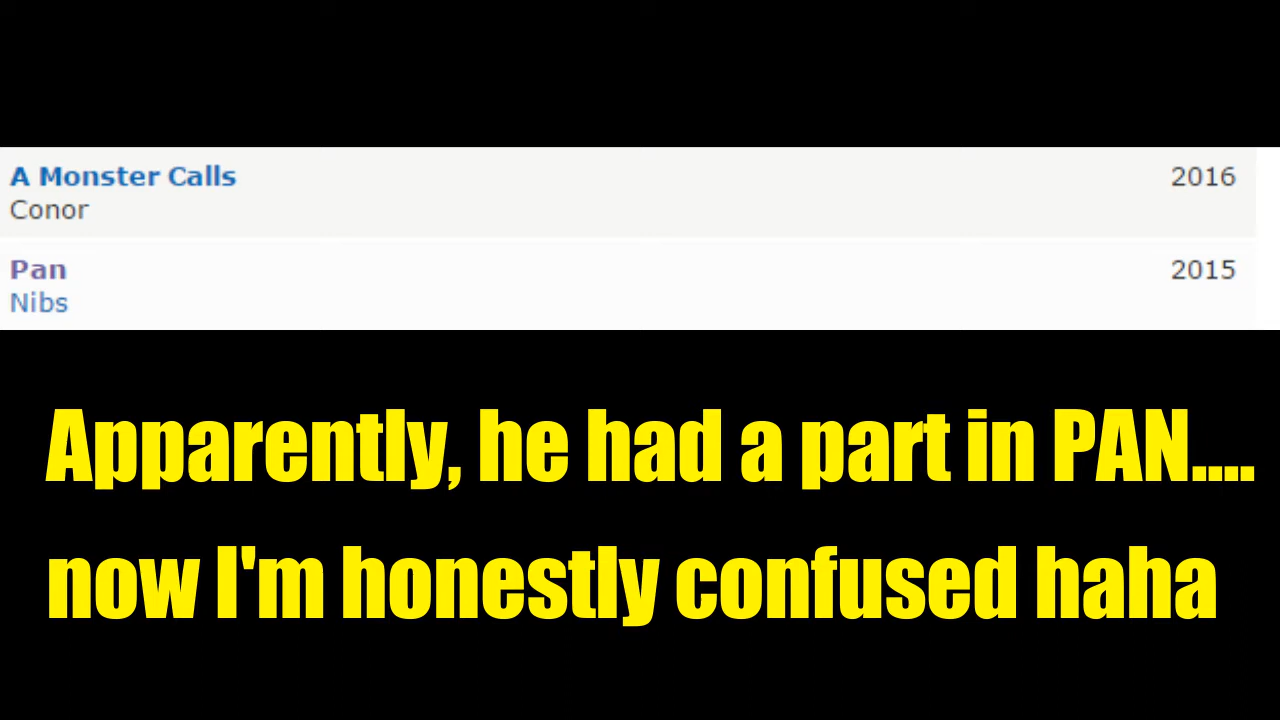 A Monster Calls 2016
Conor
Pan 2015
Nibs
Apparently, he had a part in PAN....
now I'm honestly confused haha